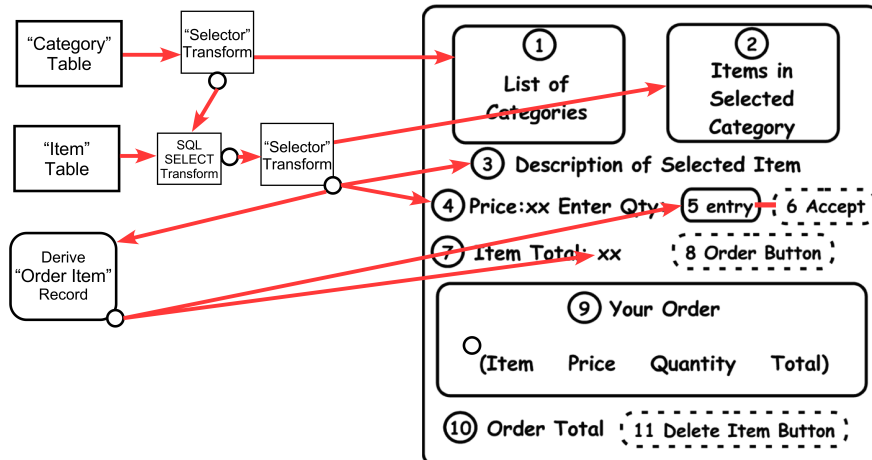 “Category”
Table
“Selector”
Transform
“Item”
Table
SQL
SELECT
Transform
“Selector”
Transform
Derive
“Order Item”
Record
1
List of
Categories
2
Items in
Selected
Category
3 Description of Selected Item
4 Price:xx Enter Qty: 5 entry 6 Accept
7 Item Total: xx 8 Order Button
9 Your Order
(Item Price Quantity Total)
10 Order Total 11 Delete Item Button